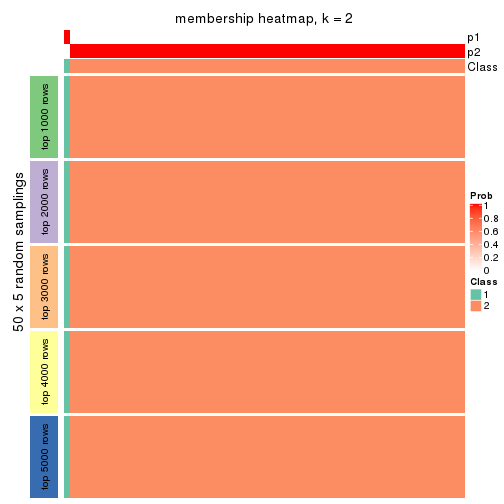 membership heatmap, k = 2
p1
p2
Class
50 x 5 random samplings
top 1000 rows
top 2000 rows
top 3000 rows
top 4000 rows
top 5000 rows
Prob
1
0.8
0.6
0.4
0.2
0
Class
1
2